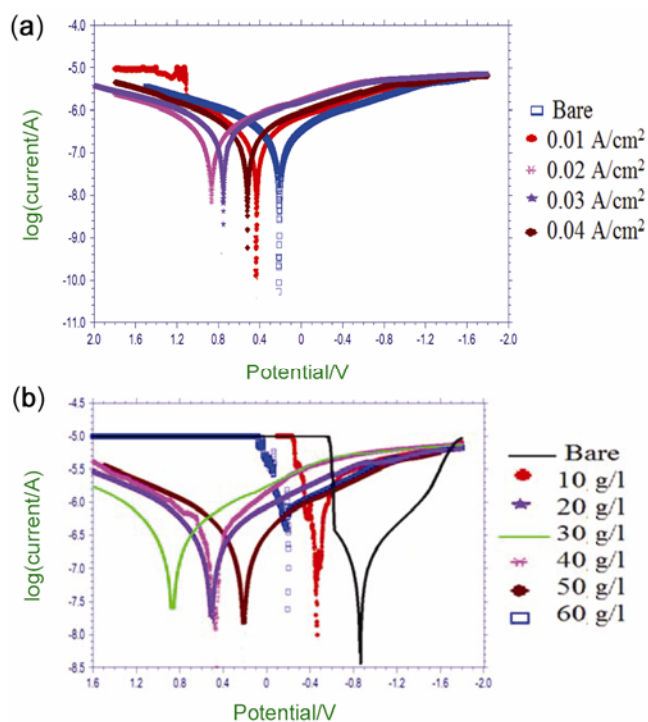 (a)
-4.0
-5.0
-6.0
-7.0
-8.0
-9.0
-10.0
-11.0
log(current/A)
2.0 1.6 1.2 0.8 0.4 0 -0.4 -0.8 -1.2 -1.6 -2.0
Potential/V
Bare
0.01 A/cm²
0.02 A/cm²
0.03 A/cm²
0.04 A/cm²
(b)
-4.5
-5.0
-5.5
-6.0
-6.5
-7.0
-7.5
-8.0
-8.5
log(current/A)
1.6 1.2 0.8 0.4 0 -0.4 -0.8 -1.2 -1.6 -2.0
Potential/V
Bare
10 g/l
20 g/l
30 g/l
40 g/l
50 g/l
60 g/l